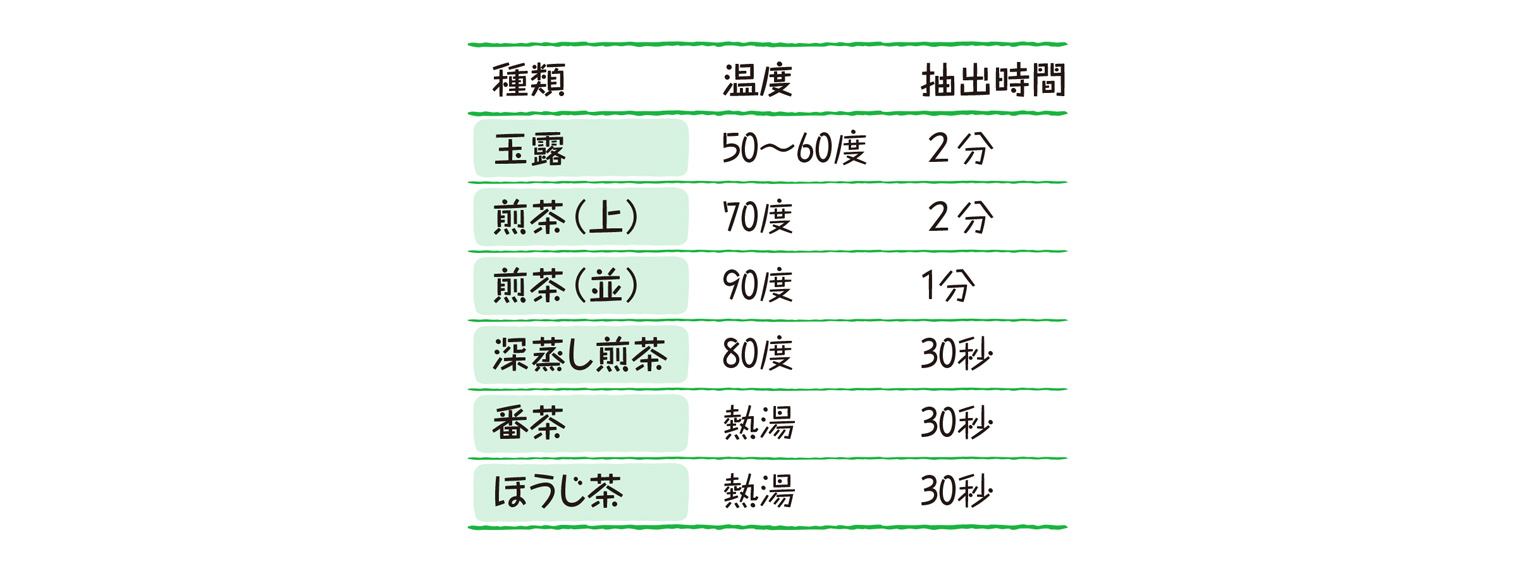 種類 温度 抽出時間
玉露 50〜60度 2分
煎茶(上) 70度 2分
煎茶(並) 90度 1分
深蒸し煎茶 80度 30秒
番茶 熱湯 30秒
ほうじ茶 熱湯 30秒